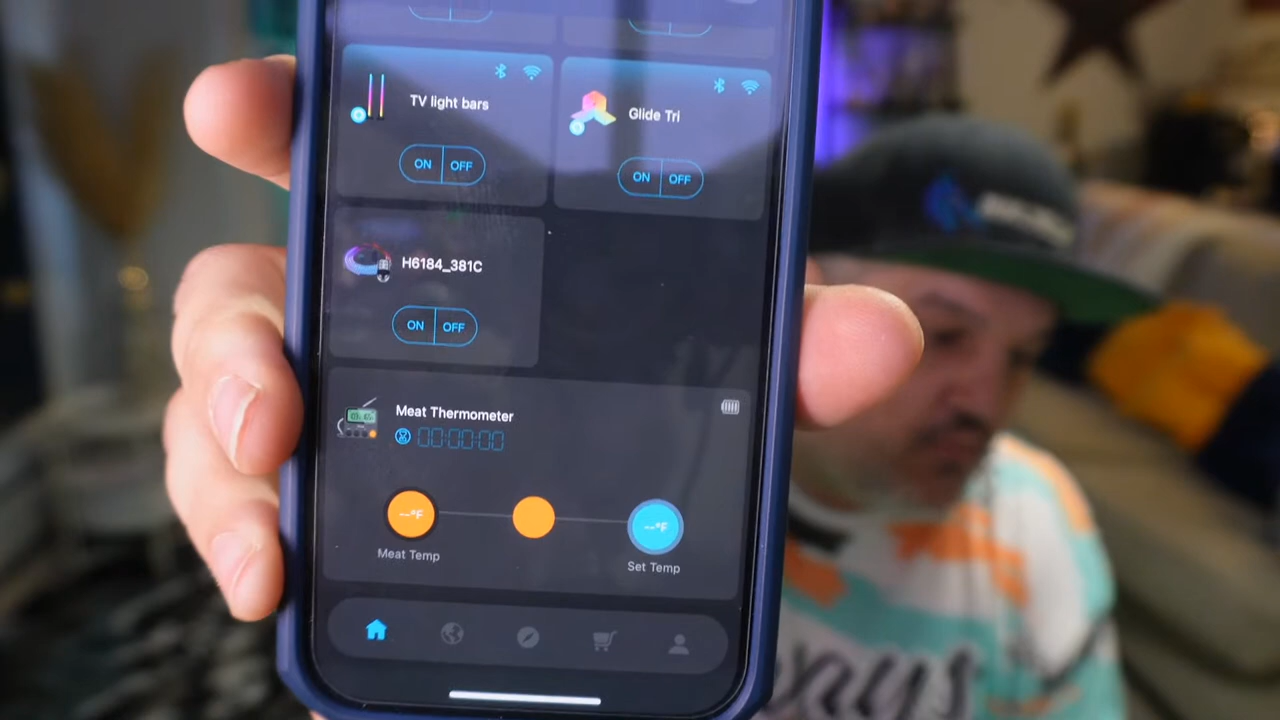 TV light bars
ON OFF
Glide Tri
ON OFF
H6184_381C
ON OFF
Meat Thermometer
00:00:00
--°F
--°F
Meat Temp
Set Temp